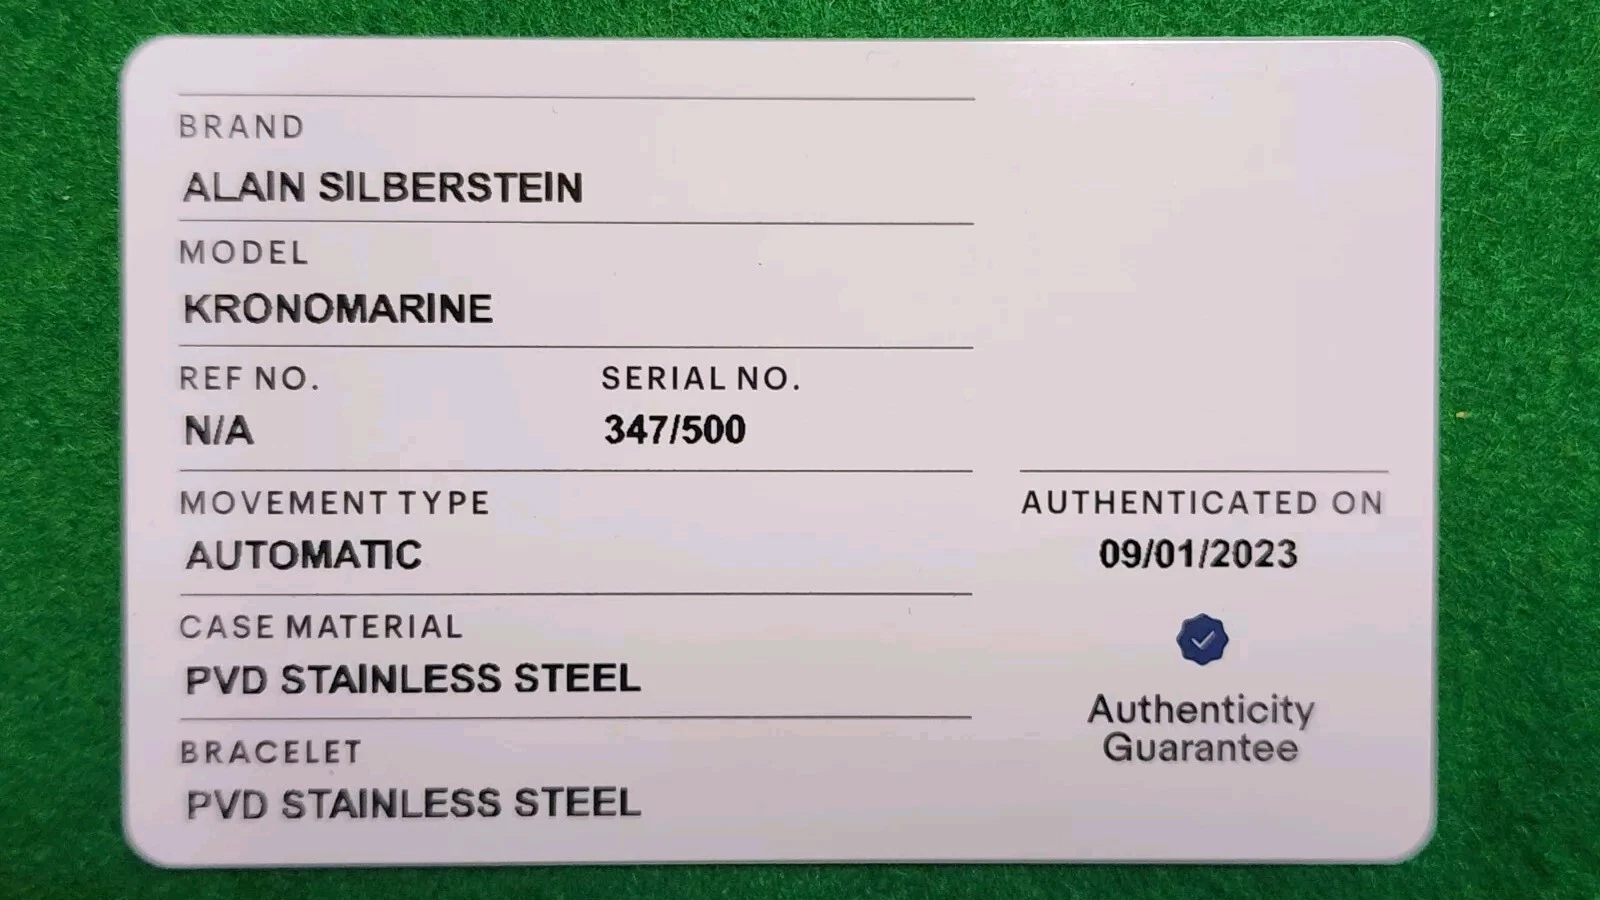 BRAND
ALAIN SILBERSTEIN
MODEL
KRONOMARINE
REF NO. SERIAL NO.
N/A 347/500
MOVEMENT TYPE
AUTOMATIC
CASE MATERIAL
PVD STAINLESS STEEL
BRACELET
PVD STAINLESS STEEL
AUTHENTICATED ON
09/01/2023
Authenticity
Guarantee